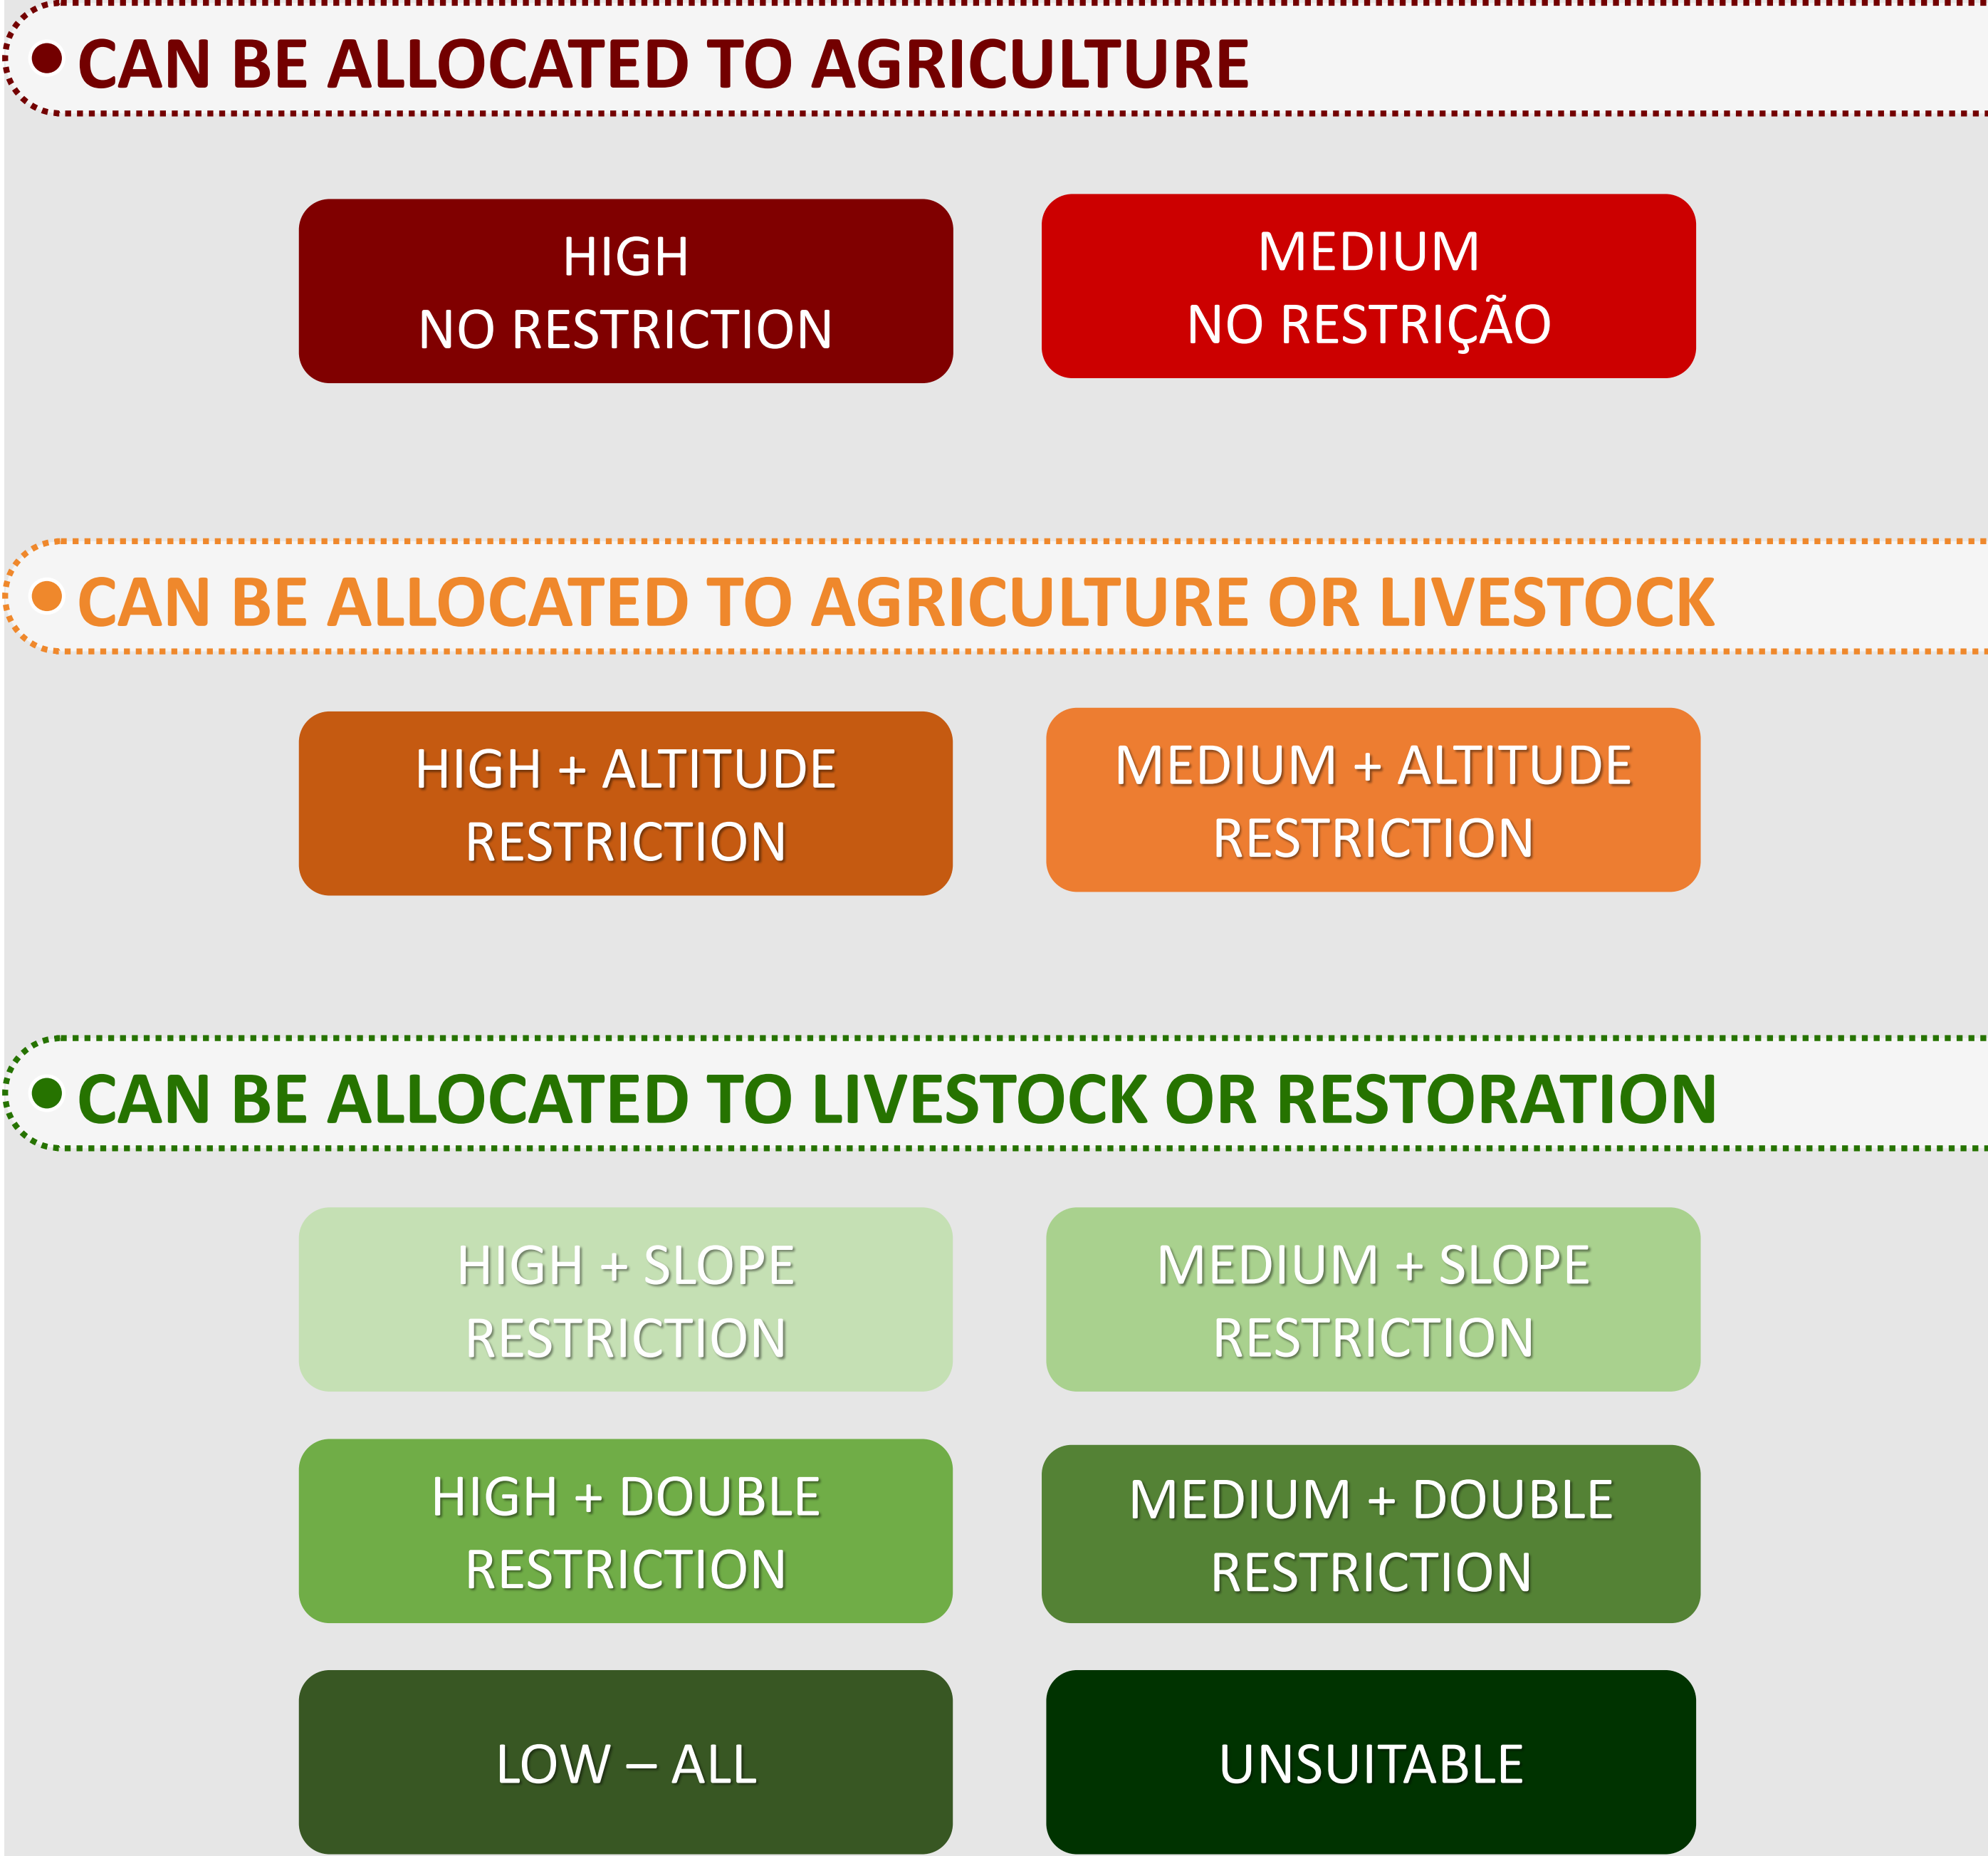 CAN BE ALLOCATED TO AGRICULTURE
HIGH
NO RESTRICTION
MEDIUM
NO RESTRIÇÃO
CAN BE ALLOCATED TO AGRICULTURE OR LIVESTOCK
HIGH + ALTITUDE
RESTRICTION
MEDIUM + ALTITUDE
RESTRICTION
CAN BE ALLOCATED TO LIVESTOCK OR RESTORATION
HIGH + SLOPE
RESTRICTION
MEDIUM + SLOPE
RESTRICTION
HIGH + DOUBLE
RESTRICTION
MEDIUM + DOUBLE
RESTRICTION
LOW – ALL
UNSUITABLE